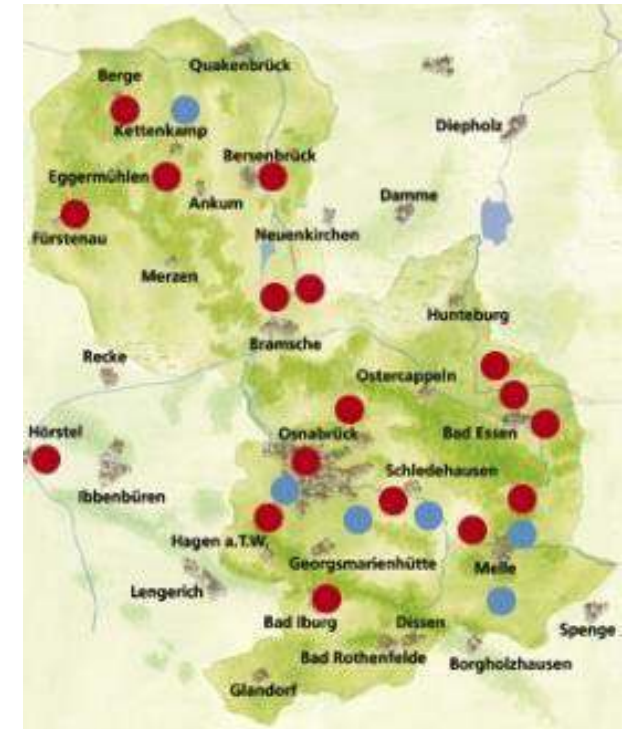 Quakenbrück
Berge
Kettenkamp
Diepholz
Bersenbrück
Eggermühlen
Ankum
Damme
Fürstenau
Neuenkirchen
Merzen
Hunteburg
Bramsche
Recke
Ostercappeln
Hörstel
Osnabrück
Bad Essen
Schledehausen
Ibbenbüren
Hagen a.T.W.
Georgsmarienhütte
Melle
Lengerich
Bad Iburg
Dissen
Spenge
Bad Rothenfelde
Borgholzhausen
Glandorf